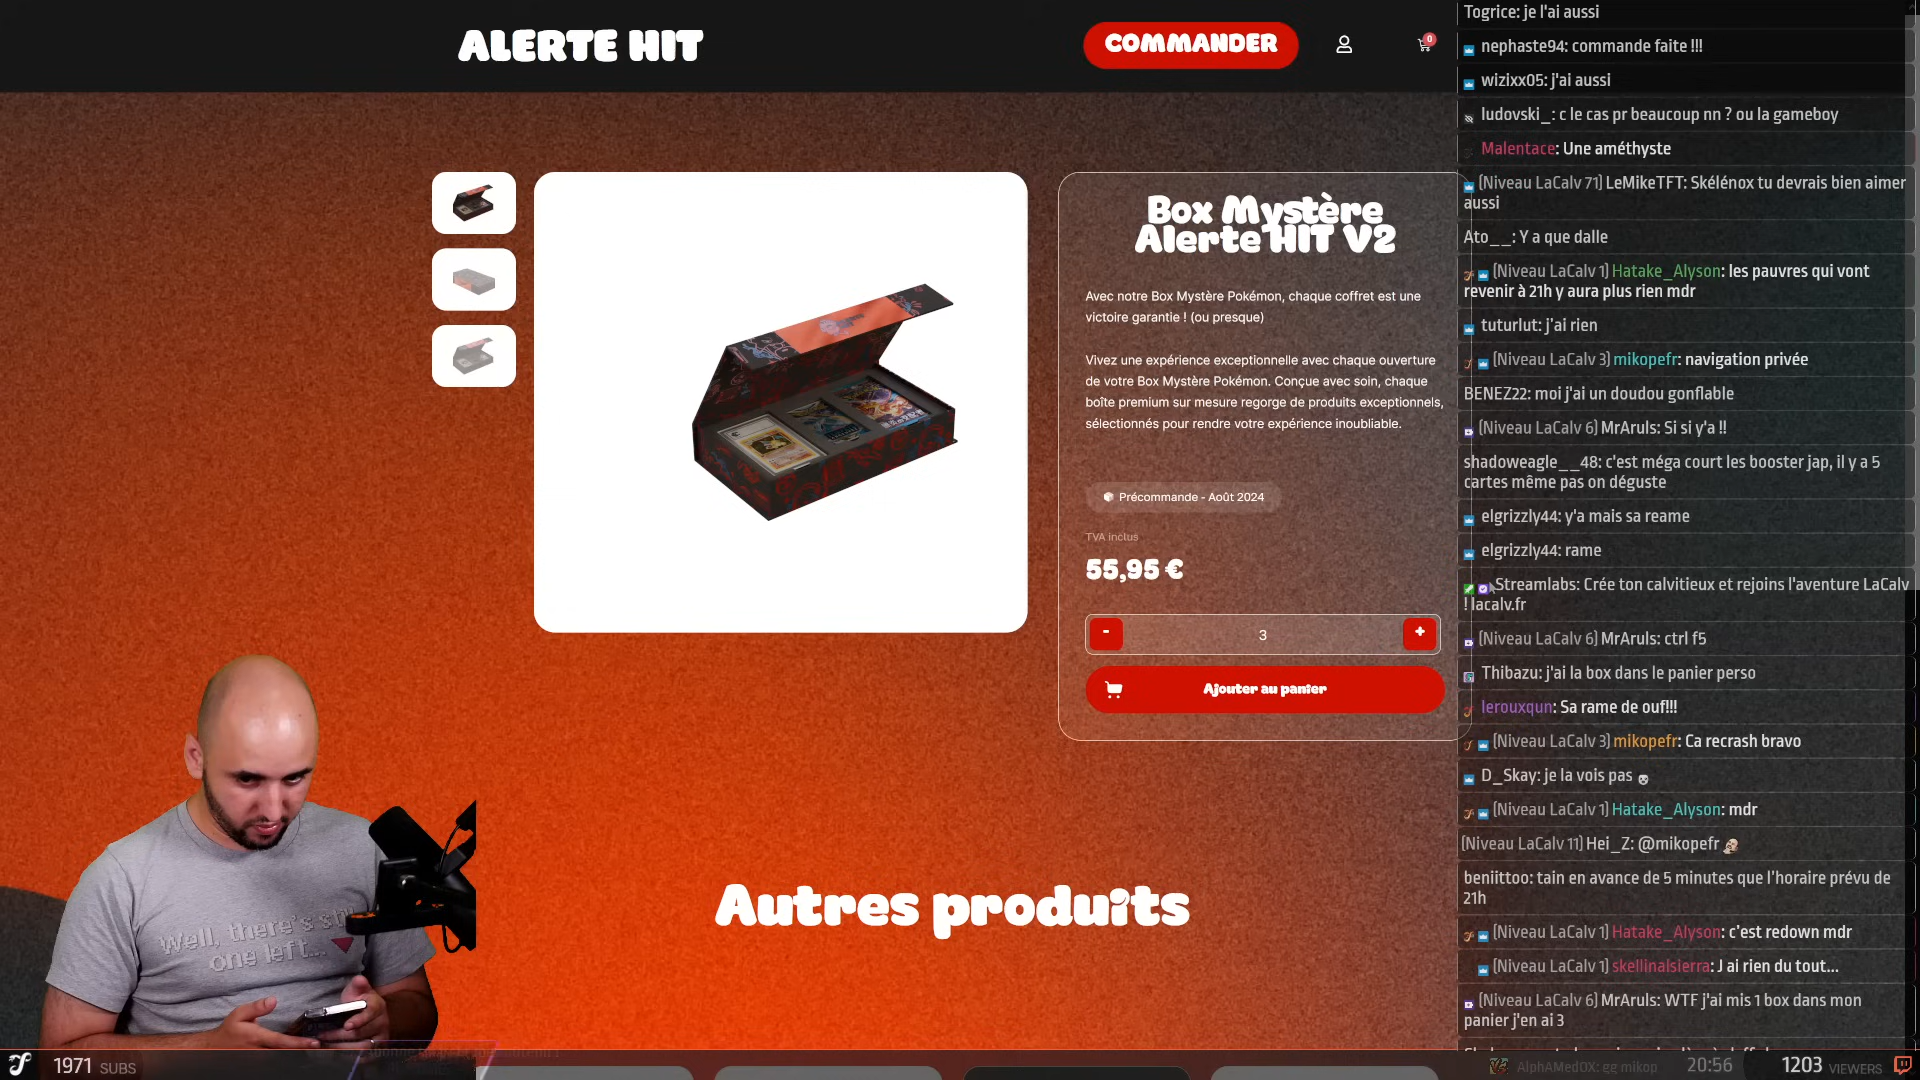 ALERTE HIT
COMMANDER
0
Box Mystère
Alerte HIT V2
Avec notre Box Mystère Pokémon, chaque coffret est une
victoire garantie ! (ou presque)
Vivez une expérience exceptionnelle avec chaque ouverture
de votre Box Mystère Pokémon. Conçue avec soin, chaque
boîte premium sur mesure regorge de produits exceptionnels,
sélectionnés pour rendre votre expérience inoubliable.
Précommande - Août 2024
TVA inclus
55,95 €
-
3
+
Ajouter au panier
Autres produits
Well, there's
one left...
Togrice: je l'ai aussi
nephaste94: commande faite !!!
wizixx05: j'ai aussi
ludovski_: c le cas pr beaucoup nn ? ou la gameboy
Malentace: Une améthyste
(Niveau LaCalv 71) LeMikeTFT: Skélénox tu devrais bien aimer
aussi
Ato__: Y a que dalle
(Niveau LaCalv 1) Hatake_Alyson: les pauvres qui vont
revenir à 21h y aura plus rien mdr
tuturlut: j'ai rien
(Niveau LaCalv 3) mikopefr: navigation privée
BENEZ22: moi j'ai un doudou gonflable
(Niveau LaCalv 6) MrAruls: Si si y'a !!
shadoweagle__48: c'est méga court les booster jap, il y a 5
cartes même pas on déguste
elgrizzly44: y'a mais sa reame
elgrizzly44: rame
Streamlabs: Crée ton calvitieux et rejoins l'aventure LaCalv
! lacalv.fr
(Niveau LaCalv 6) MrAruls: ctrl f5
Thibazu: j'ai la box dans le panier perso
lerouxqun: Sa rame de ouf!!!
(Niveau LaCalv 3) mikopefr: Ca recrash bravo
D_Skay: je la vois pas
(Niveau LaCalv 1) Hatake_Alyson: mdr
(Niveau LaCalv 11) Hei_Z: @mikopefr
beniittoo: tain en avance de 5 minutes que l'horaire prévu de
21h
(Niveau LaCalv 1) Hatake_Alyson: c'est redown mdr
(Niveau LaCalv 1) skellinalsierra: J ai rien du tout...
(Niveau LaCalv 6) MrAruls: WTF j'ai mis 1 box dans mon
panier j'en ai 3
1971 SUBS
AlphAMedDX: gg mikop
20:56
1203 VIEWERS